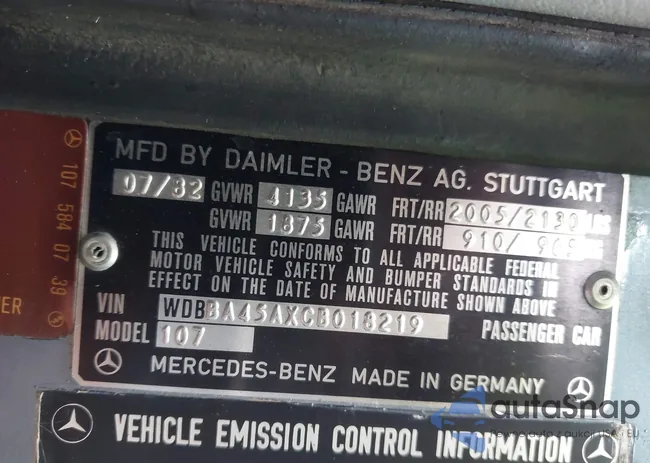 MFD BY DAIMLER - BENZ AG. STUTTGART
07/82 GVWR 4135 GAWR FRT/RR 2005/2130 LBS
GVWR 1875 GAWR FRT/RR 910/ 965
THIS VEHICLE CONFORMS TO ALL APPLICABLE FEDERAL
MOTOR VEHICLE SAFETY AND BUMPER STANDARDS IN
EFFECT ON THE DATE OF MANUFACTURE SHOWN ABOVE
VIN WDBBA45AXCB018219
MODEL 107 PASSENGER CAR
MERCEDES-BENZ MADE IN GERMANY
107 584 07 39
VEHICLE EMISSION CONTROL INFORMATION
autoSnap